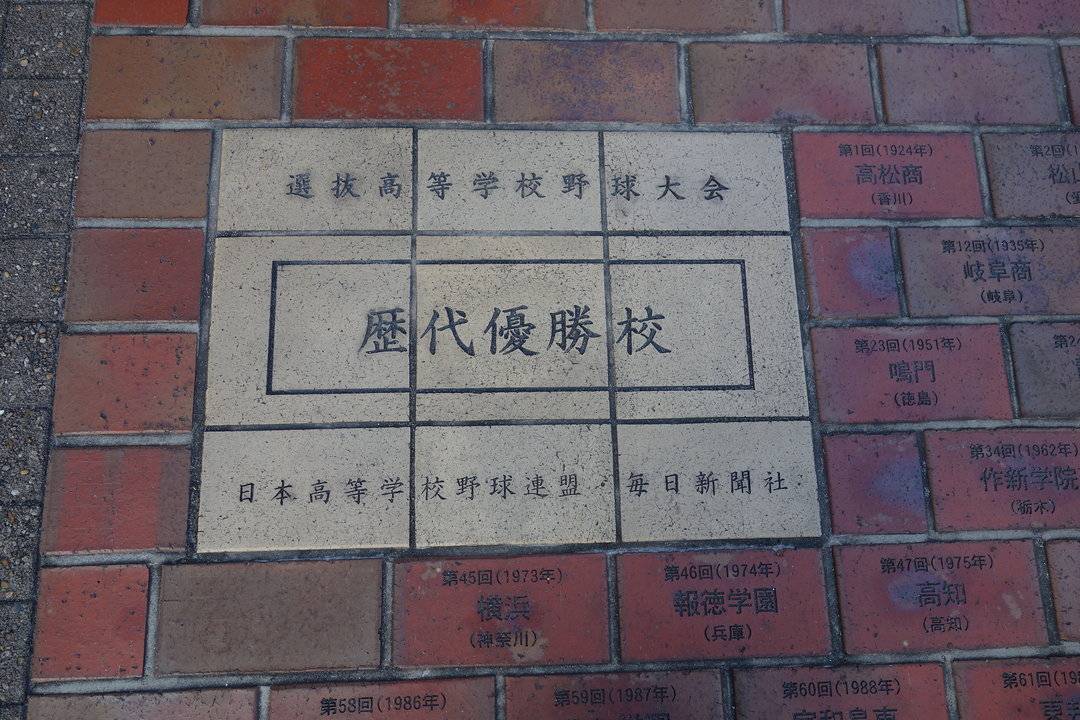 選抜高等学校野球大会
歴代優勝校
日本高等学校野球連盟 毎日新聞社
第1回(1924年)
高松商
(香川)
第2回
第12回(1935年)
岐阜商
(岐阜)
第23回(1951年)
鳴門
(徳島)
第34回(1962年)
作新学院
(栃木)
第45回(1973年)
横浜
(神奈川)
第46回(1974年)
報徳学園
(兵庫)
第47回(1975年)
高知
(高知)
第58回(1986年)
第59回(1987年)
第60回(1988年)
宇和島東
第61回